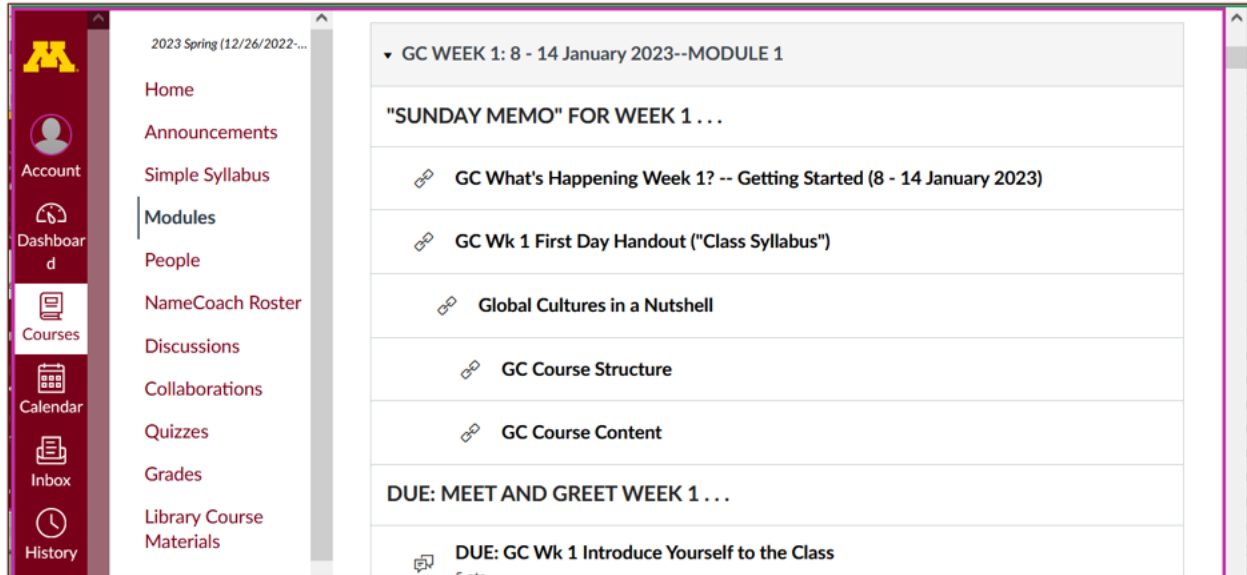 M
Account
Dashboar
d
Courses
Calendar
Inbox
History
2023 Spring (12/26/2022-...
Home
Announcements
Simple Syllabus
Modules
People
NameCoach Roster
Discussions
Collaborations
Quizzes
Grades
Library Course
Materials
GC WEEK 1: 8 - 14 January 2023--MODULE 1
"SUNDAY MEMO" FOR WEEK 1 . . .
GC What's Happening Week 1? -- Getting Started (8 - 14 January 2023)
GC Wk 1 First Day Handout ("Class Syllabus")
Global Cultures in a Nutshell
GC Course Structure
GC Course Content
DUE: MEET AND GREET WEEK 1 . . .
DUE: GC Wk 1 Introduce Yourself to the Class